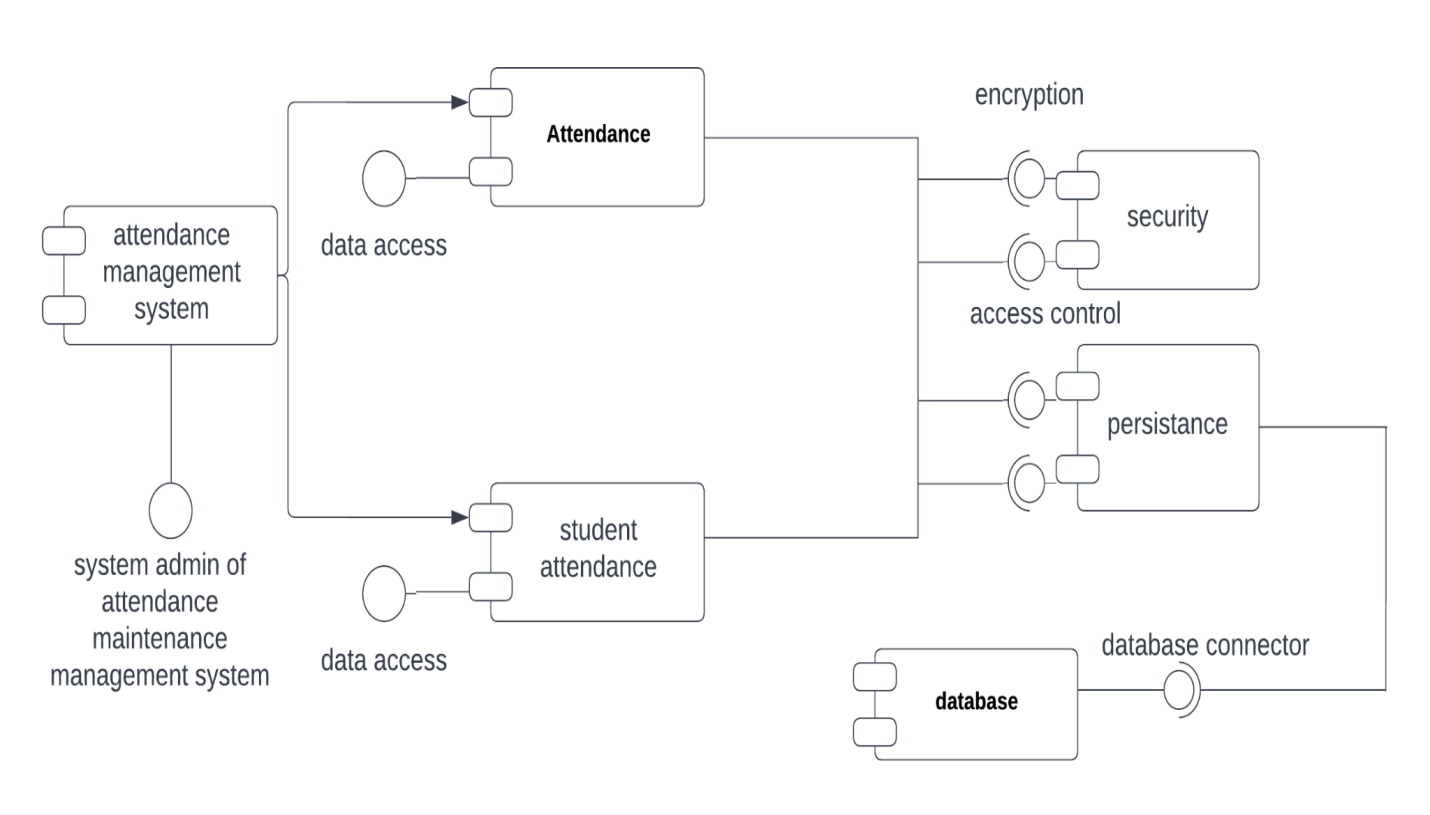 encryption
Attendance
security
attendance
management
system
data access
access control
persistance
student
attendance
system admin of
attendance
maintenance
management system
data access
database connector
database